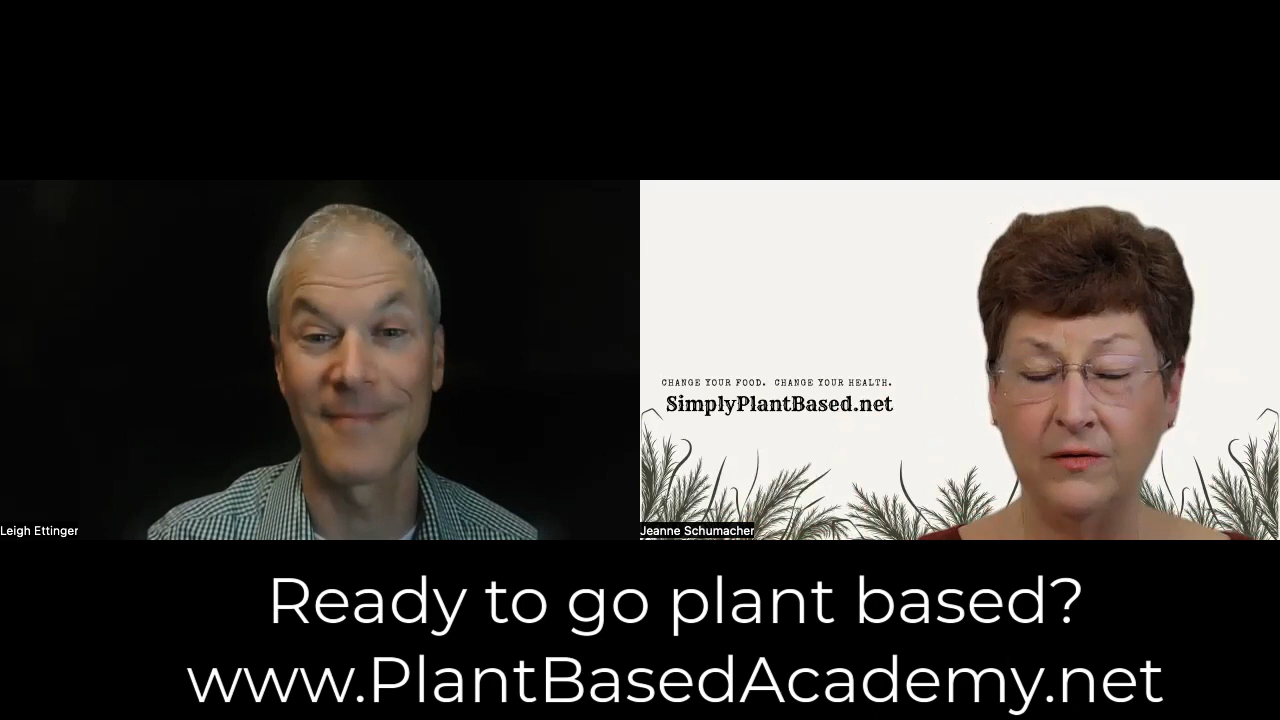 CHANGE YOUR FOOD. CHANGE YOUR HEALTH.
SimplyPlantBased.net
Leigh Ettinger
Jeanne Schumacher
Ready to go plant based?
www.PlantBasedAcademy.net